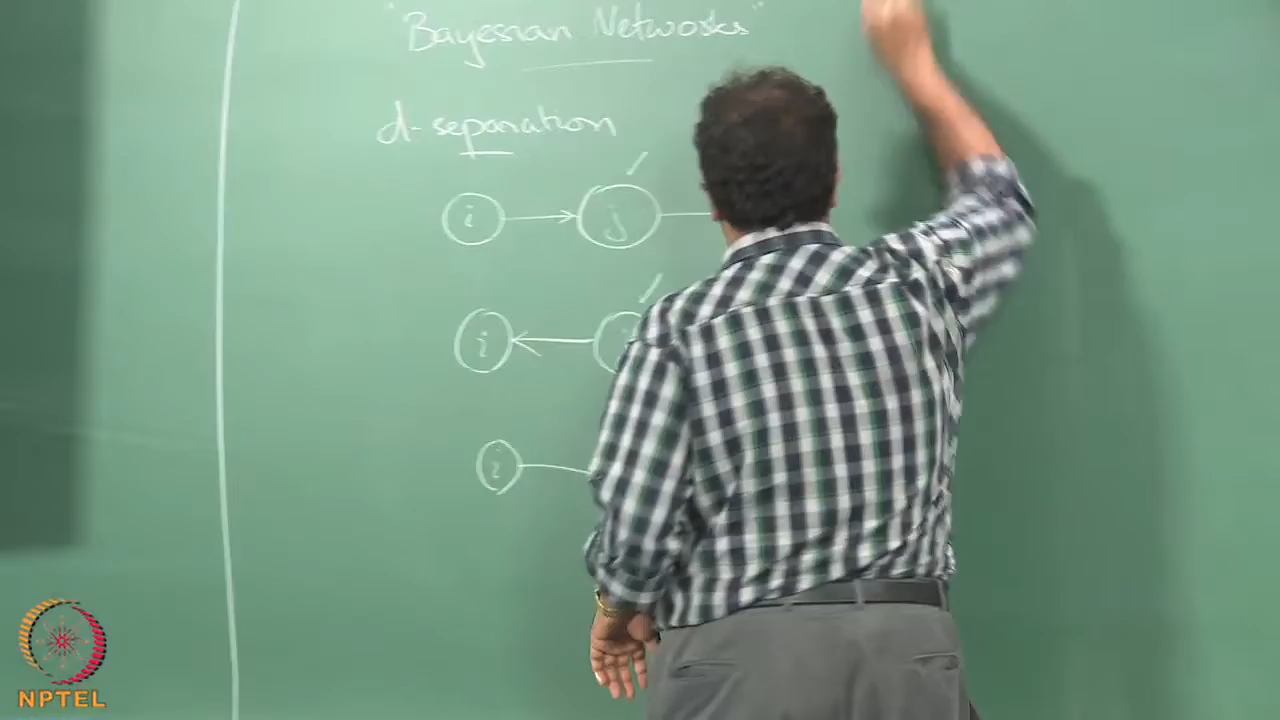 "Bayesian Networks"
d-separation
i j
i
i
NPTEL